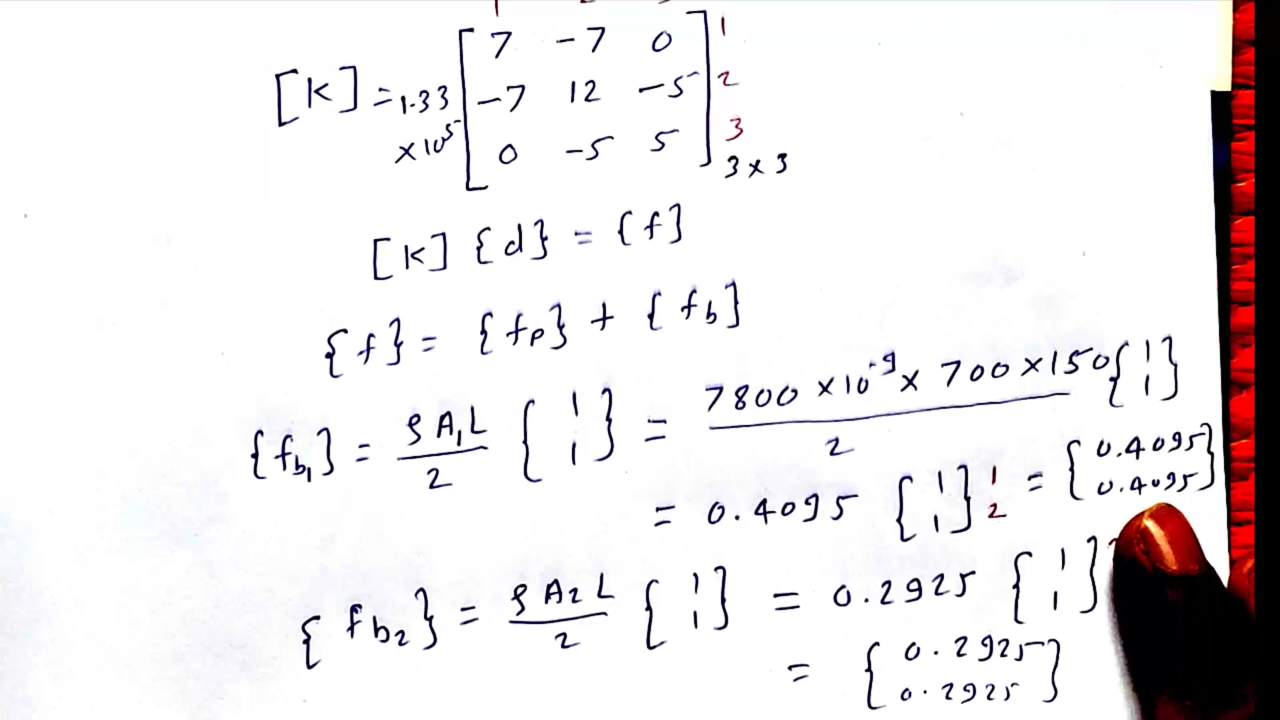 [K] = 1.33 × 10⁵ [ 7 -7 0 ] 1
[ -7 12 -5 ] 2
[ 0 -5 5 ] 3
3 × 3
[K] {d} = {f}
{f} = {fp} + {fb}
{fb₁} = ρA₁L/2 {1 1} = 7800 × 10⁻⁹ × 700 × 150/2 {1 1}
= 0.4095 {1 1} 1 2 = {0.4095 0.4095}
{fb₂} = ρA₂L/2 {1 1} = 0.2925 {1 1}
= {0.2925 0.2925}